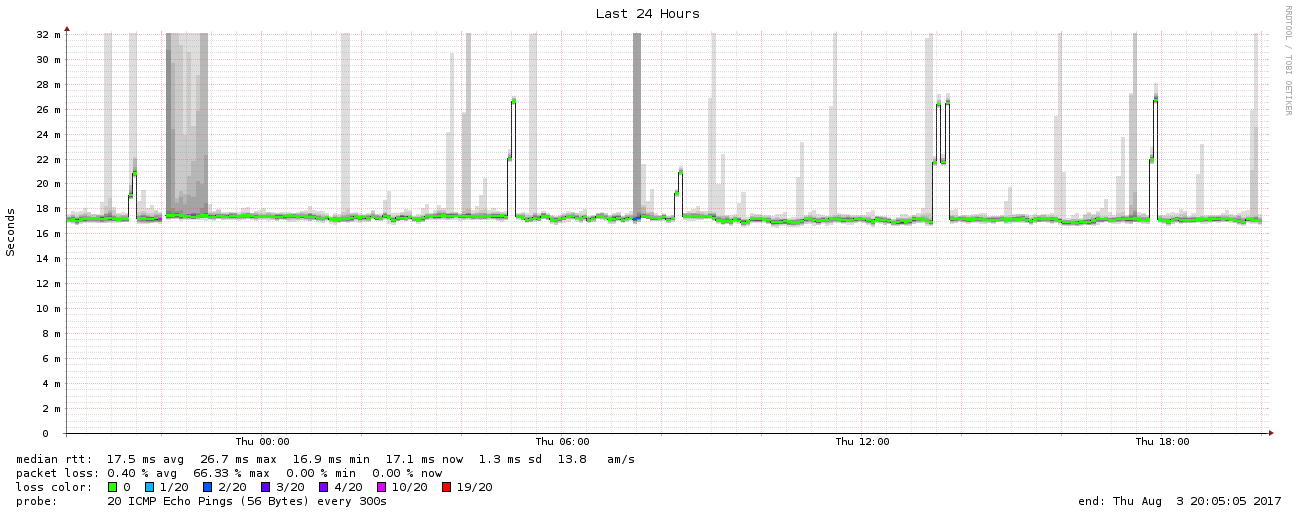 Last 24 Hours
RRDTOOL / TOBI OETIKER
Seconds
32 m
30 m
28 m
26 m
24 m
22 m
20 m
18 m
16 m
14 m
12 m
10 m
8 m
6 m
4 m
2 m
0
Thu 00:00 Thu 06:00 Thu 12:00 Thu 18:00
median rtt: 17.5 ms avg 26.7 ms max 16.9 ms min 17.1 ms now 1.3 ms sd 13.8 am/s
packet loss: 0.40 % avg 66.33 % max 0.00 % min 0.00 % now
loss color: 0 1/20 2/20 3/20 4/20 10/20 19/20
probe: 20 ICMP Echo Pings (56 Bytes) every 300s end: Thu Aug 3 20:05:05 2017